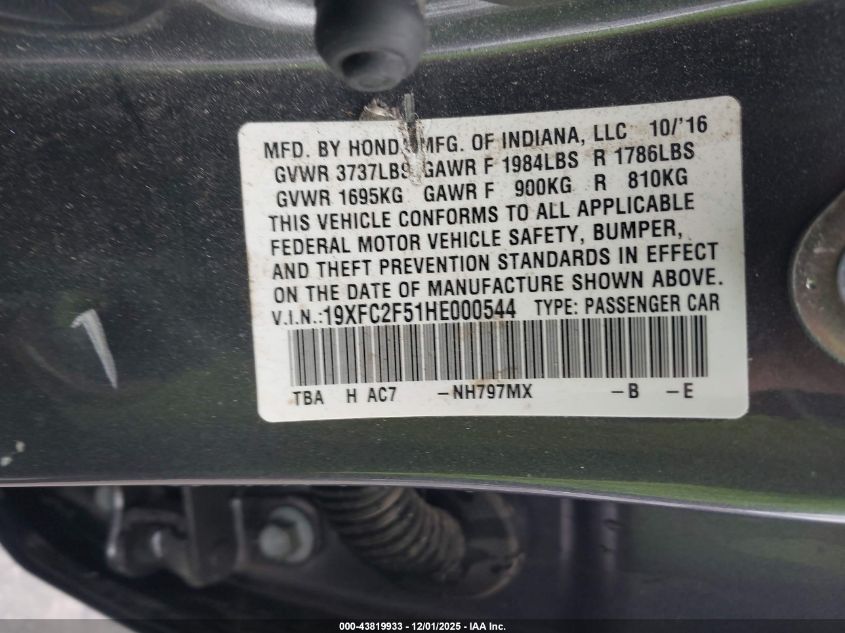 MFD. BY HONDA MFG. OF INDIANA, LLC 10/'16
GVWR 3737LBS GAWR F 1984LBS R 1786LBS
GVWR 1695KG GAWR F 900KG R 810KG
THIS VEHICLE CONFORMS TO ALL APPLICABLE
FEDERAL MOTOR VEHICLE SAFETY, BUMPER,
AND THEFT PREVENTION STANDARDS IN EFFECT
ON THE DATE OF MANUFACTURE SHOWN ABOVE.
V.I.N.:19XFC2F51HE000544 TYPE: PASSENGER CAR
TBA H AC7 -NH797MX -B -E
000-43819933 - 12/01/2025 - IAA Inc.